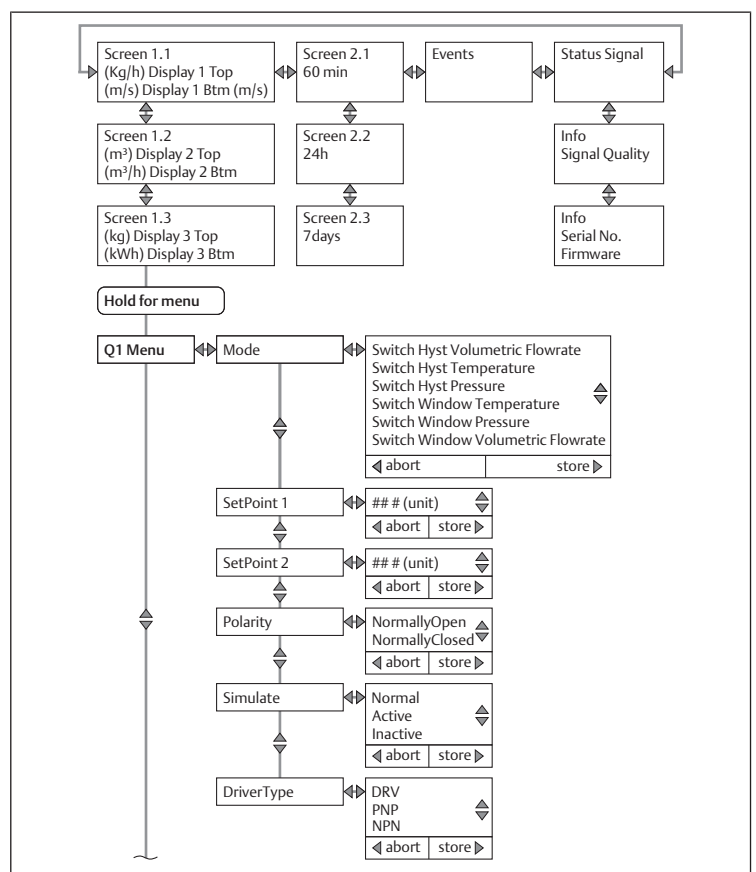 Screen 1.1
(Kg/h) Display 1 Top
(m/s) Display 1 Btm (m/s)
Screen 2.1
60 min
Events
Status Signal
Screen 1.2
(m³) Display 2 Top
(m³/h) Display 2 Btm
Screen 2.2
24h
Info
Signal Quality
Screen 1.3
(kg) Display 3 Top
(kWh) Display 3 Btm
Screen 2.3
7days
Info
Serial No.
Firmware
Hold for menu
Q1 Menu
Mode
Switch Hyst Volumetric Flowrate
Switch Hyst Temperature
Switch Hyst Pressure
Switch Window Temperature
Switch Window Pressure
Switch Window Volumetric Flowrate
abort
store
SetPoint 1
## # (unit)
abort
store
SetPoint 2
## # (unit)
abort
store
Polarity
NormallyOpen
NormallyClosed
abort
store
Simulate
Normal
Active
Inactive
abort
store
DriverType
DRV
PNP
NPN
abort
store